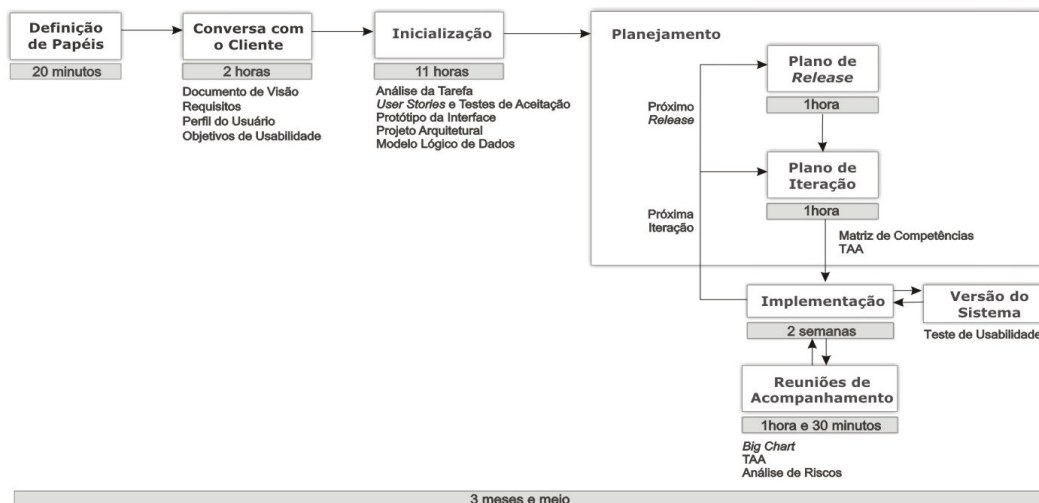 Definição
de Papéis
20 minutos
Conversa com
o Cliente
2 horas
Documento de Visão
Requisitos
Perfil do Usuário
Objetivos de Usabilidade
Inicialização
11 horas
Análise da Tarefa
User Stories e Testes de Aceitação
Protótipo da Interface
Projeto Arquitetural
Modelo Lógico de Dados
Planejamento
Plano de
Release
1hora
Próximo
Release
Plano de
Iteração
1hora
Próxima
Iteração
Matriz de Competências
TAA
Implementação
2 semanas
Versão do
Sistema
Teste de Usabilidade
Reuniões de
Acompanhamento
1hora e 30 minutos
Big Chart
TAA
Análise de Riscos
3 meses e meio